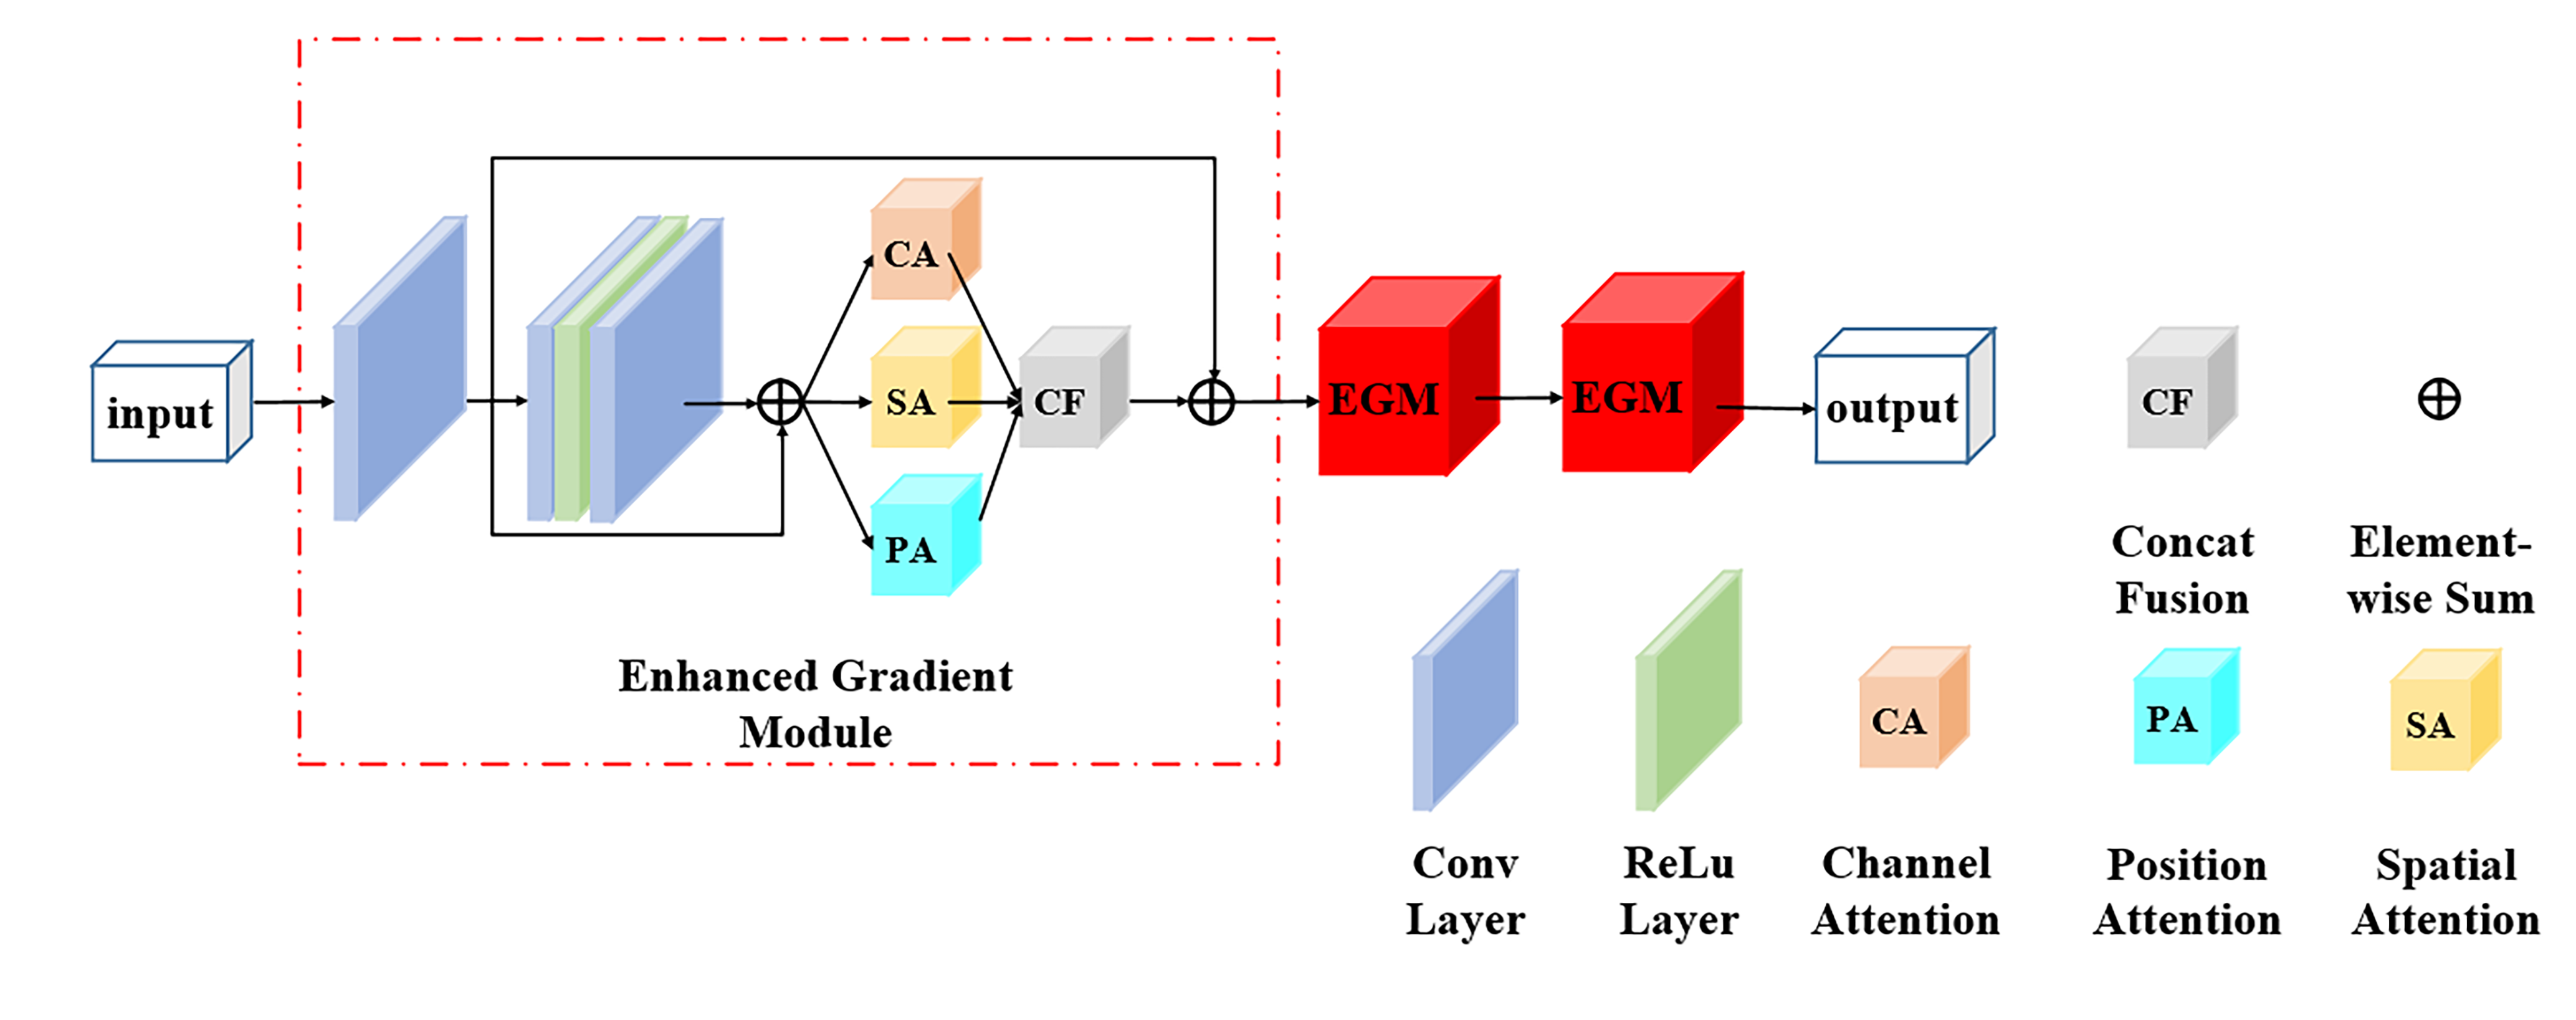 CA
input
SA
CF
PA
EGM
EGM
output
Enhanced Gradient
Module
CF
Concat
Fusion
Element-
wise Sum
CA
PA
SA
Conv
Layer
ReLu
Layer
Channel
Attention
Position
Attention
Spatial
Attention